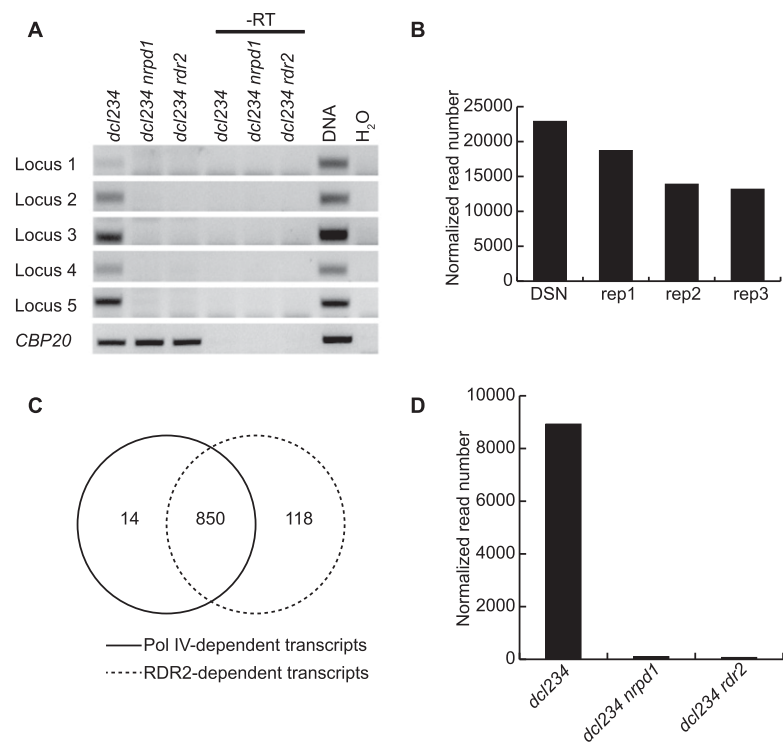 A
-RT
dcl234
dcl234 nrpd1
dcl234 rdr2
dcl234
dcl234 nrpd1
dcl234 rdr2
DNA
H₂O
Locus 1
Locus 2
Locus 3
Locus 4
Locus 5
CBP20
B
Normalized read number
25000
20000
15000
10000
5000
0
DSN
rep1
rep2
rep3
C
14
850
118
Pol IV-dependent transcripts
RDR2-dependent transcripts
D
Normalized read number
10000
8000
6000
4000
2000
0
dcl234
dcl234 nrpd1
dcl234 rdr2